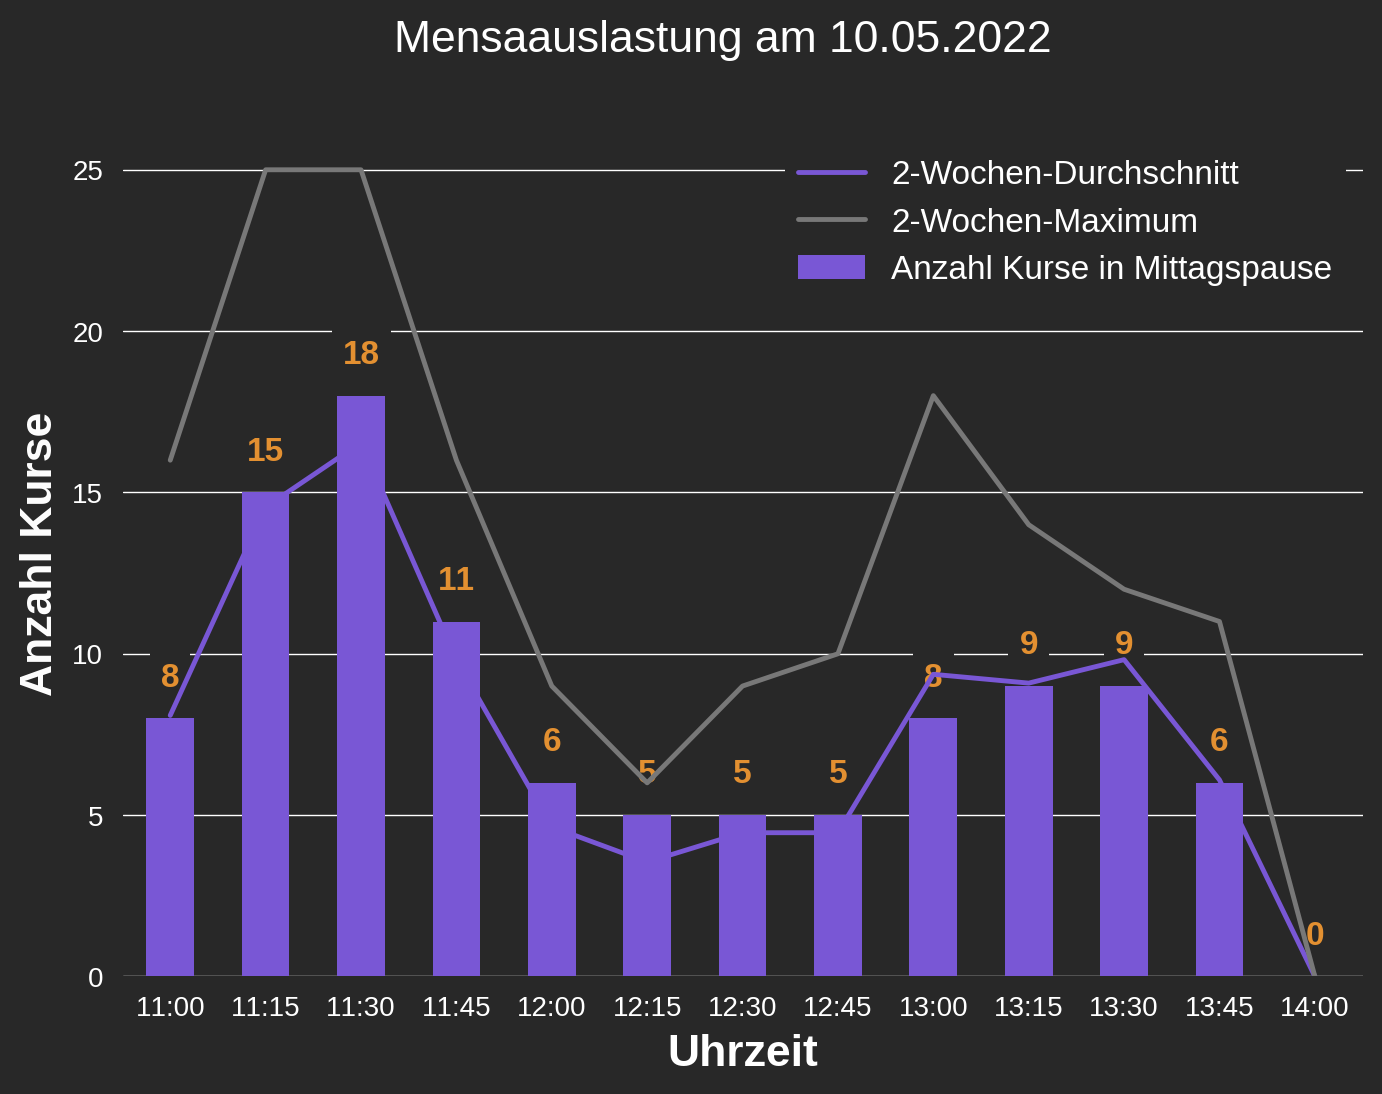 Mensaauslastung am 10.05.2022
2-Wochen-Durchschnitt
2-Wochen-Maximum
Anzahl Kurse in Mittagspause
Anzahl Kurse
25
20
15
10
5
0
8
15
18
11
6
5
5
5
8
9
9
6
0
11:00 11:15 11:30 11:45 12:00 12:15 12:30 12:45 13:00 13:15 13:30 13:45 14:00
Uhrzeit